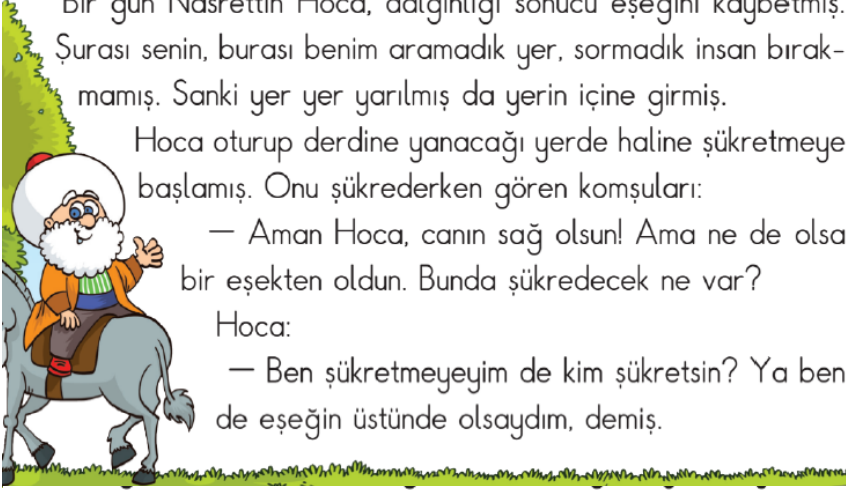 Bir gün Nasrettin Hoca, dalgınlığı sonucu eşeğini kaybetmiş.
Şurası senin, burası benim aramadık yer, sormadık insan bırak-
mamış. Sanki yer yer yarılmış da yerin içine girmiş.
Hoca oturup derdine yanacağı yerde haline şükretmeye
başlamış. Onu şükrederken gören komşuları:
— Aman Hoca, canın sağ olsun! Ama ne de olsa
bir eşekten oldun. Bunda şükredecek ne var?
Hoca:
— Ben şükretmeyeyim de kim şükretsin? Ya ben
de eşeğin üstünde olsaydım, demiş.